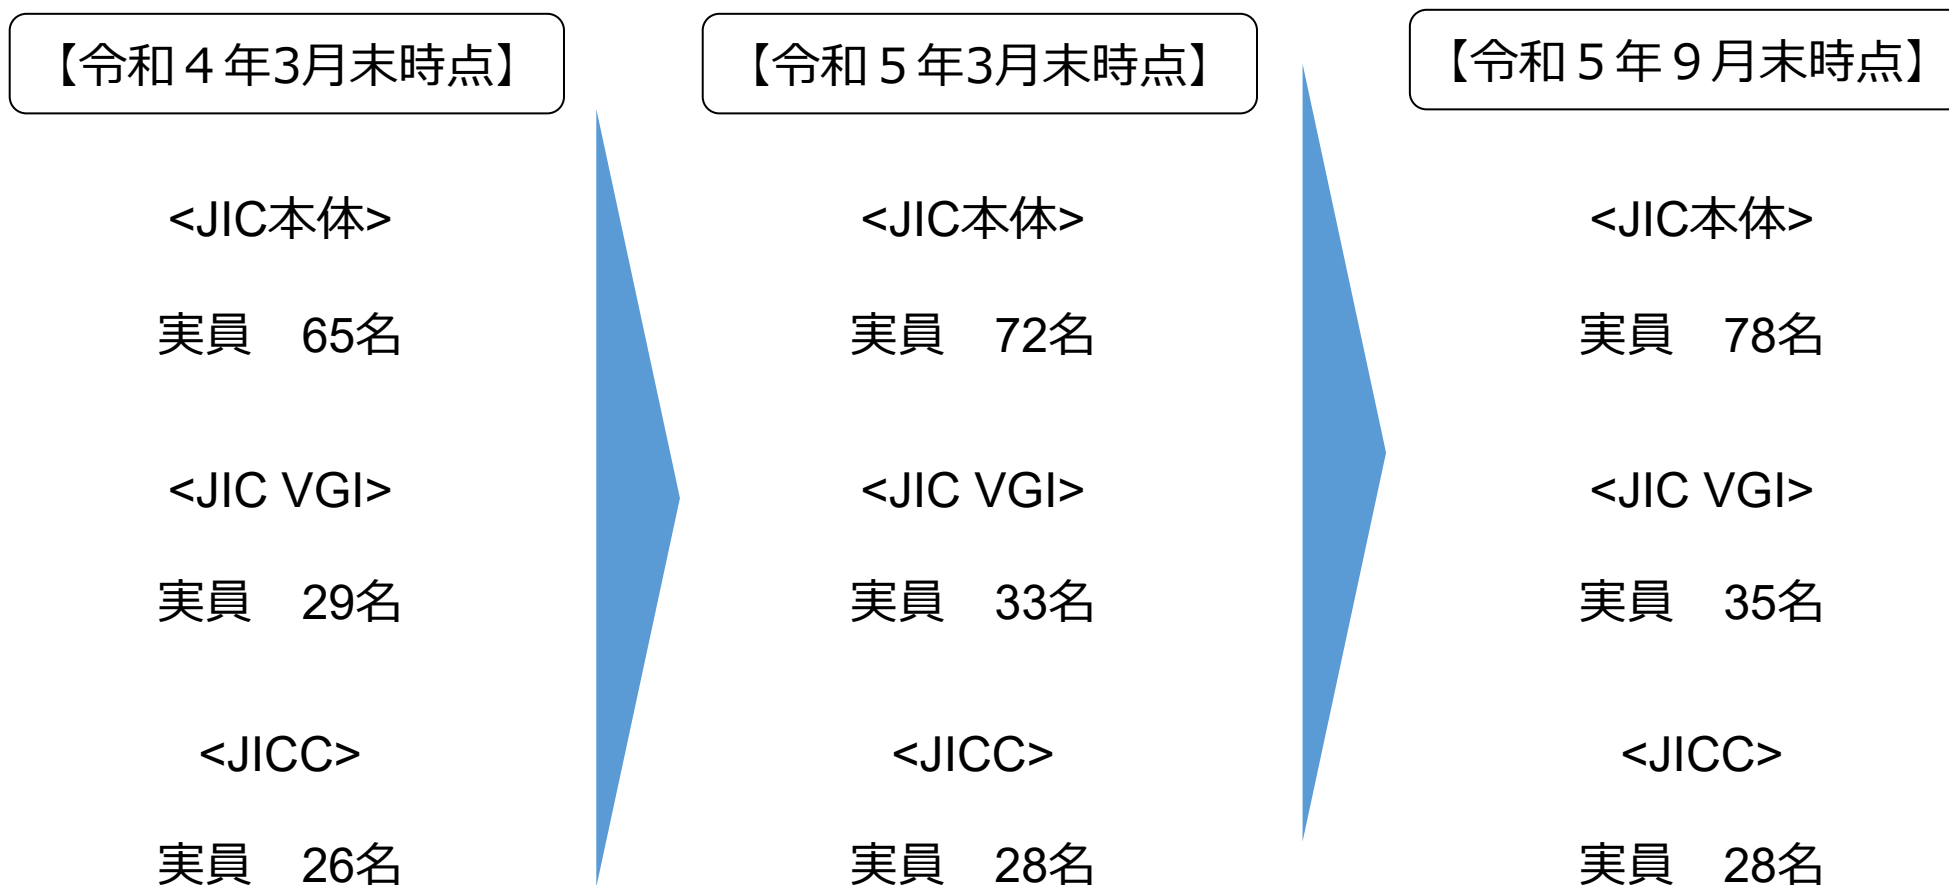 【令和４年3月末時点】
<JIC本体>
実員　65名
<JIC VGI>
実員　29名
<JICC>
実員　26名
【令和５年3月末時点】
<JIC本体>
実員　72名
<JIC VGI>
実員　33名
<JICC>
実員　28名
【令和５年９月末時点】
<JIC本体>
実員　78名
<JIC VGI>
実員　35名
<JICC>
実員　28名